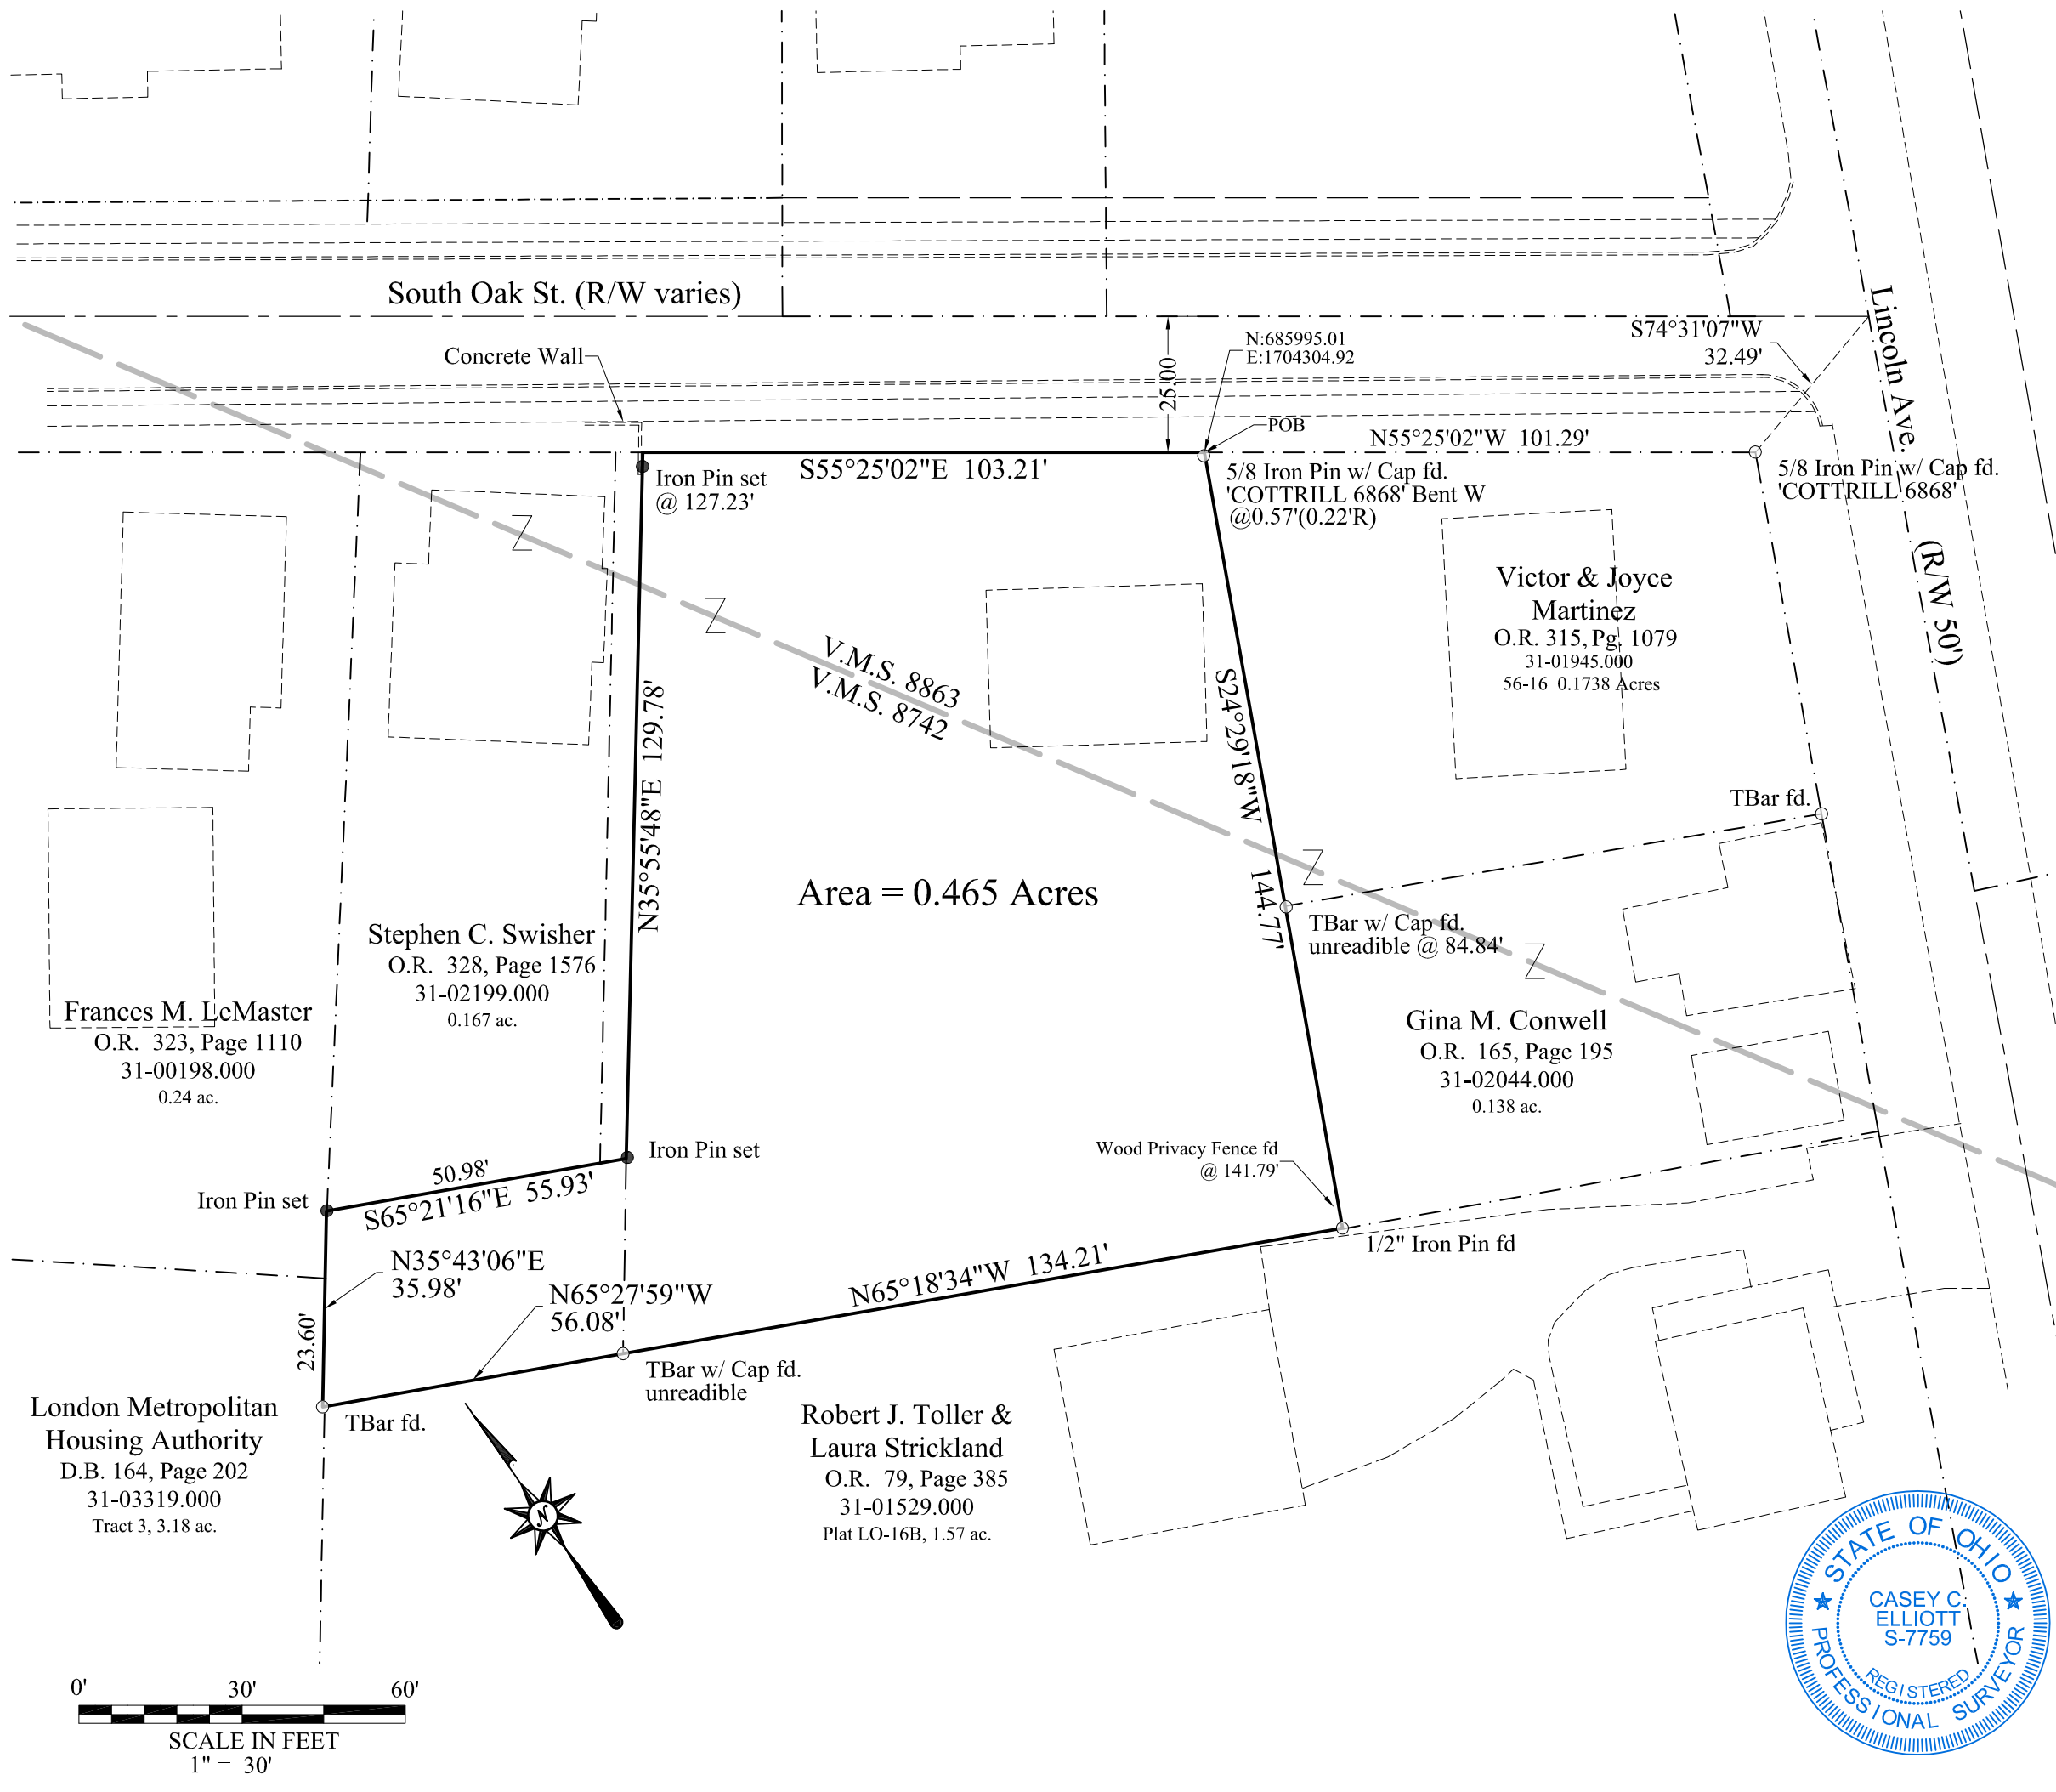 South Oak St. (R/W varies)
Concrete Wall
N:685995.01
E:1704304.92
25.00
S74°31'07"W
32.49'
Lincoln Ave.
(R/W 50')
POB
N55°25'02"W 101.29'
S55°25'02"E 103.21'
Iron Pin set
@ 127.23'
5/8 Iron Pin w/ Cap fd.
'COTTRILL 6868' Bent W
@0.57'(0.22'R)
5/8 Iron Pin w/ Cap fd.
'COTTRILL 6868'
Z
Z
Z
Z
Victor & Joyce
Martinez
O.R. 315, Pg. 1079
31-01945.000
56-16 0.1738 Acres
V.M.S. 8863
V.M.S. 8742
S24°29'18"W
144.77'
N35°55'48"E 129.78'
TBar fd.
Area = 0.465 Acres
TBar w/ Cap fd.
unreadible @ 84.84'
Stephen C. Swisher
O.R. 328, Page 1576
31-02199.000
0.167 ac.
Frances M. LeMaster
O.R. 323, Page 1110
31-00198.000
0.24 ac.
Gina M. Conwell
O.R. 165, Page 195
31-02044.000
0.138 ac.
Wood Privacy Fence fd
@ 141.79'
Iron Pin set
50.98'
S65°21'16"E 55.93'
Iron Pin set
1/2" Iron Pin fd
N35°43'06"E
35.98'
N65°27'59"W
56.08'
N65°18'34"W 134.21'
23.60'
TBar w/ Cap fd.
unreadible
TBar fd.
London Metropolitan
Housing Authority
D.B. 164, Page 202
31-03319.000
Tract 3, 3.18 ac.
Robert J. Toller &
Laura Strickland
O.R. 79, Page 385
31-01529.000
Plat LO-16B, 1.57 ac.
N
STATE OF OHIO
CASEY C.
ELLIOTT
S-7759
REGISTERED
PROFESSIONAL SURVEYOR
0' 30' 60'
SCALE IN FEET
1" = 30'